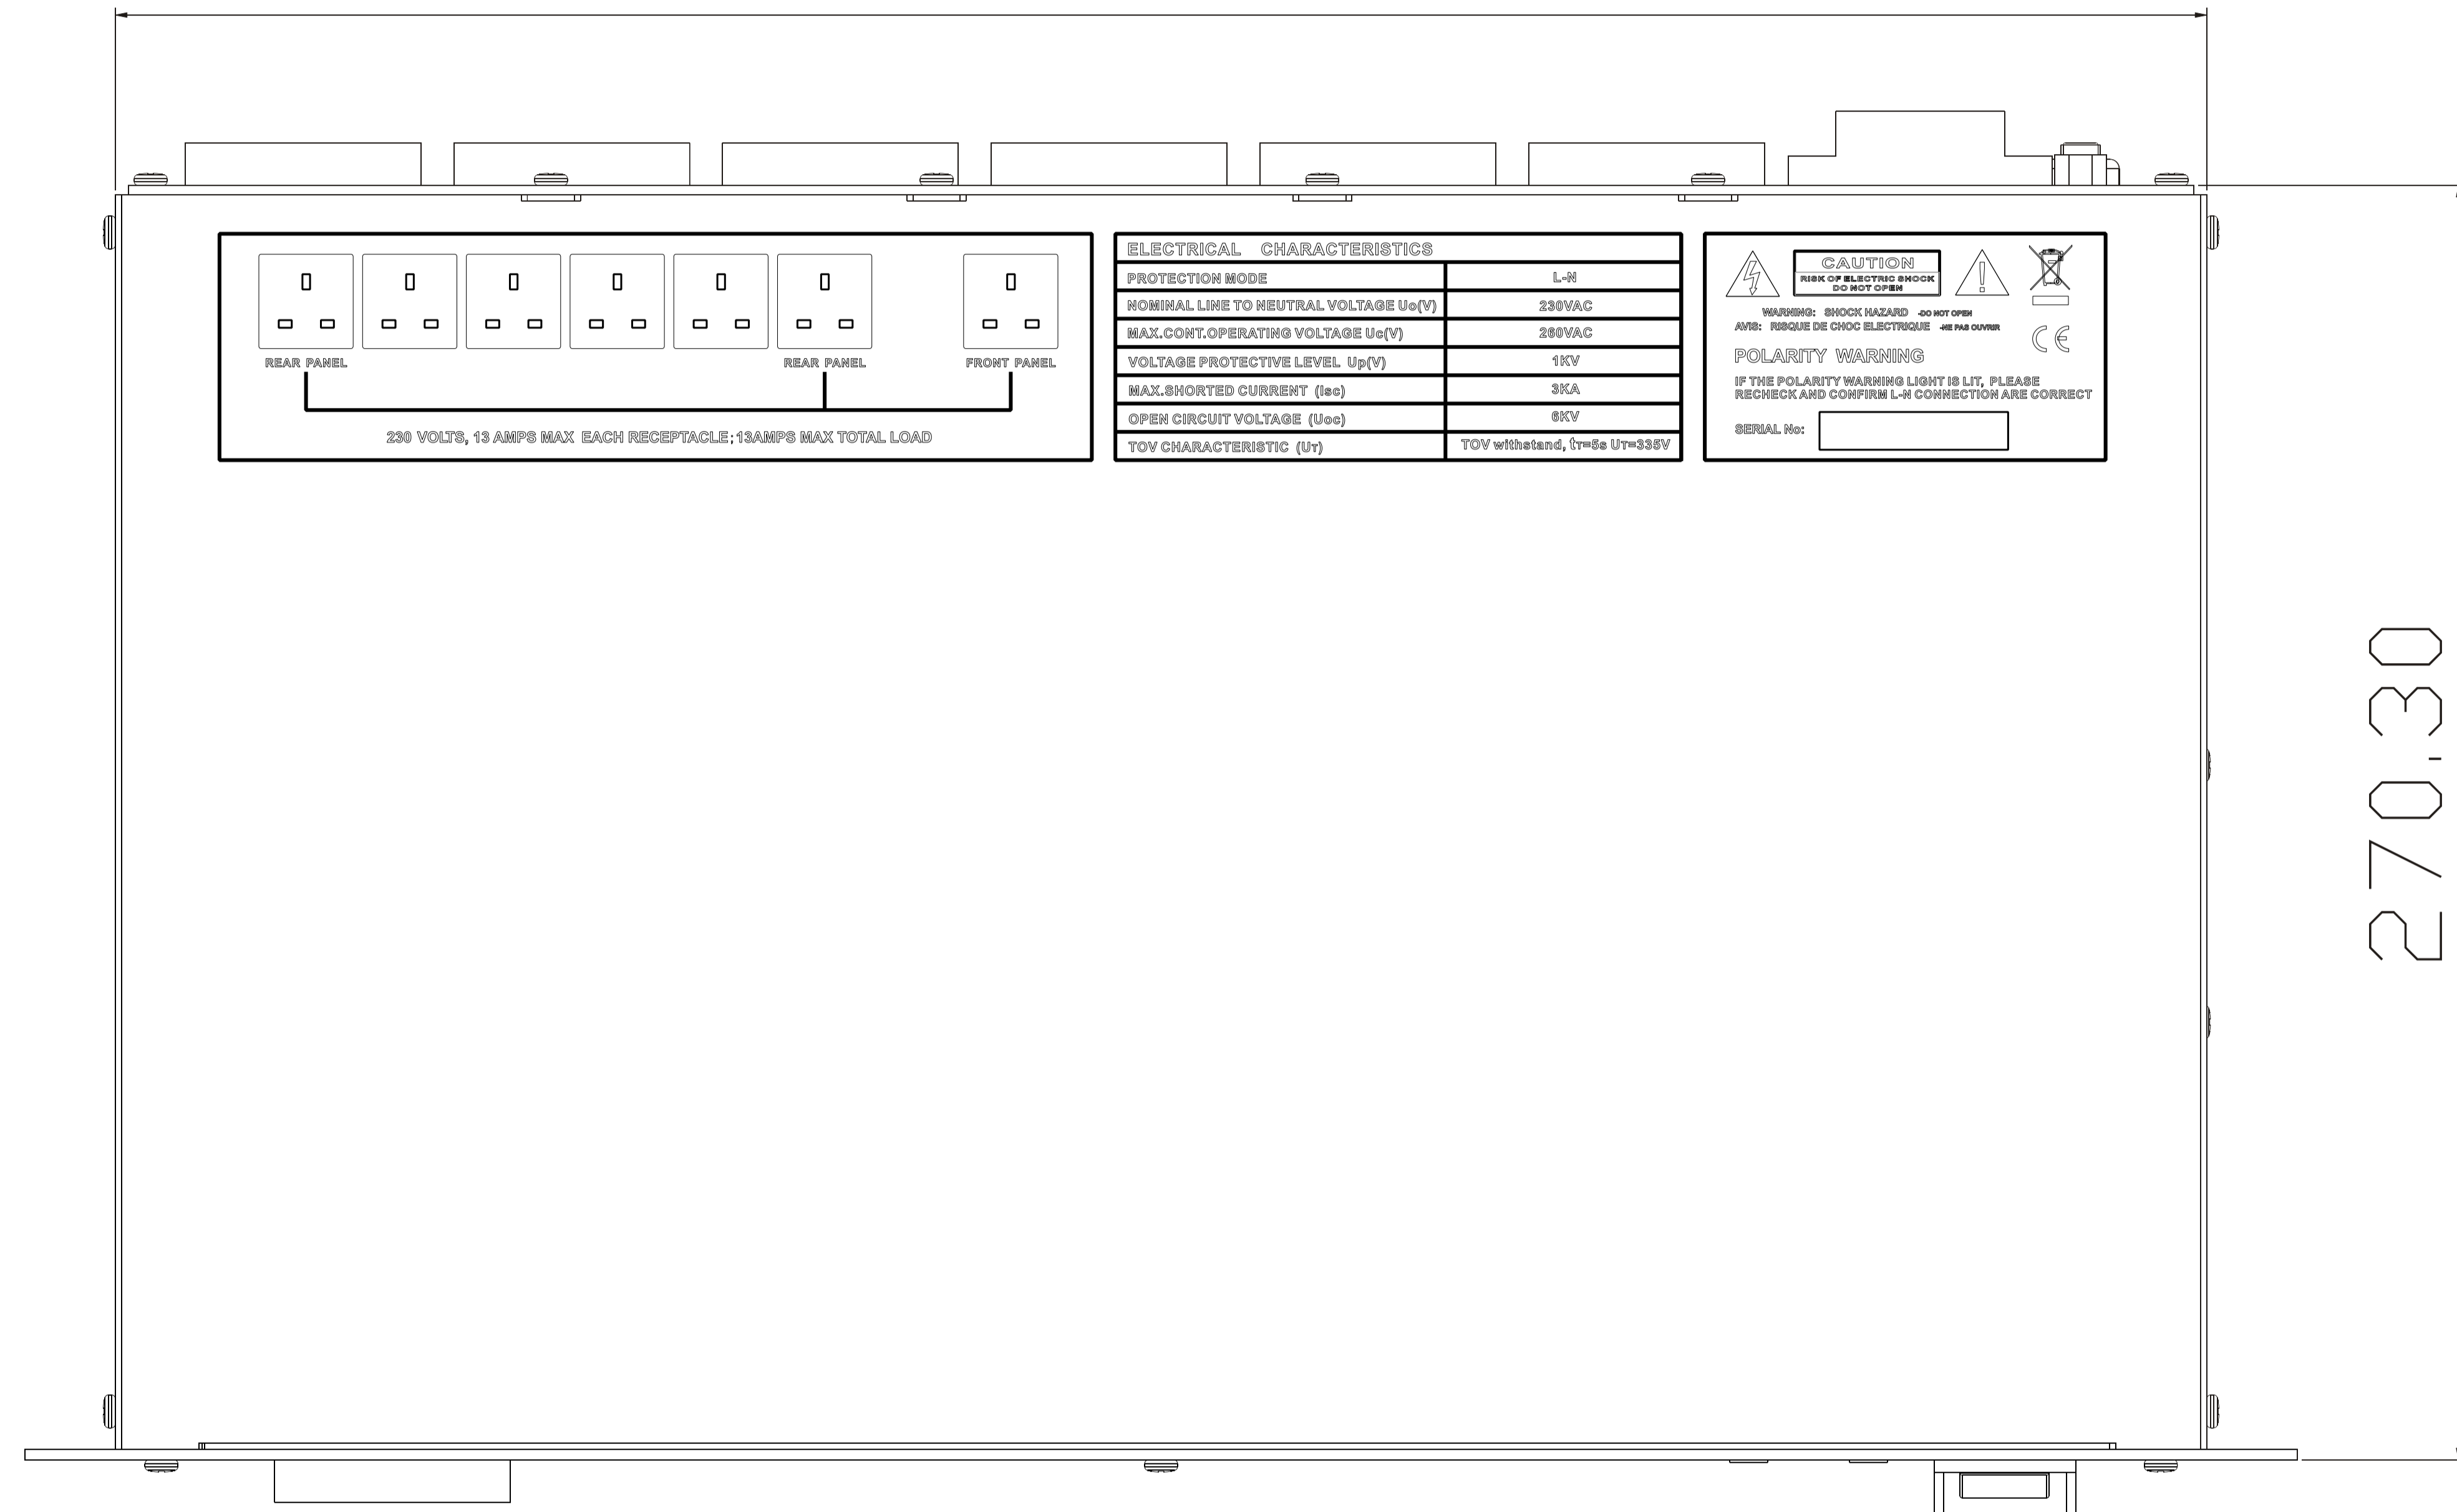 REAR PANEL
REAR PANEL
FRONT PANEL
230 VOLTS, 13 AMPS MAX EACH RECEPTACLE; 13AMPS MAX TOTAL LOAD
ELECTRICAL CHARACTERISTICS
PROTECTION MODE L-N
NOMINAL LINE TO NEUTRAL VOLTAGE Uo(V) 230VAC
MAX.CONT.OPERATING VOLTAGE Uc(V) 260VAC
VOLTAGE PROTECTIVE LEVEL Up(V) 1KV
MAX.SHORTED CURRENT (Isc) 3KA
OPEN CIRCUIT VOLTAGE (Uoc) 6KV
TOV CHARACTERISTIC (UT) TOV withstand, tT=5s UT=335V
CAUTION
RISK OF ELECTRIC SHOCK
DO NOT OPEN
WARNING: SHOCK HAZARD -DO NOT OPEN
AVIS: RISQUE DE CHOC ELECTRIQUE -NE PAS OUVRIR
CE
POLARITY WARNING
IF THE POLARITY WARNING LIGHT IS LIT, PLEASE
RECHECK AND CONFIRM L-N CONNECTION ARE CORRECT
SERIAL No:
270.30